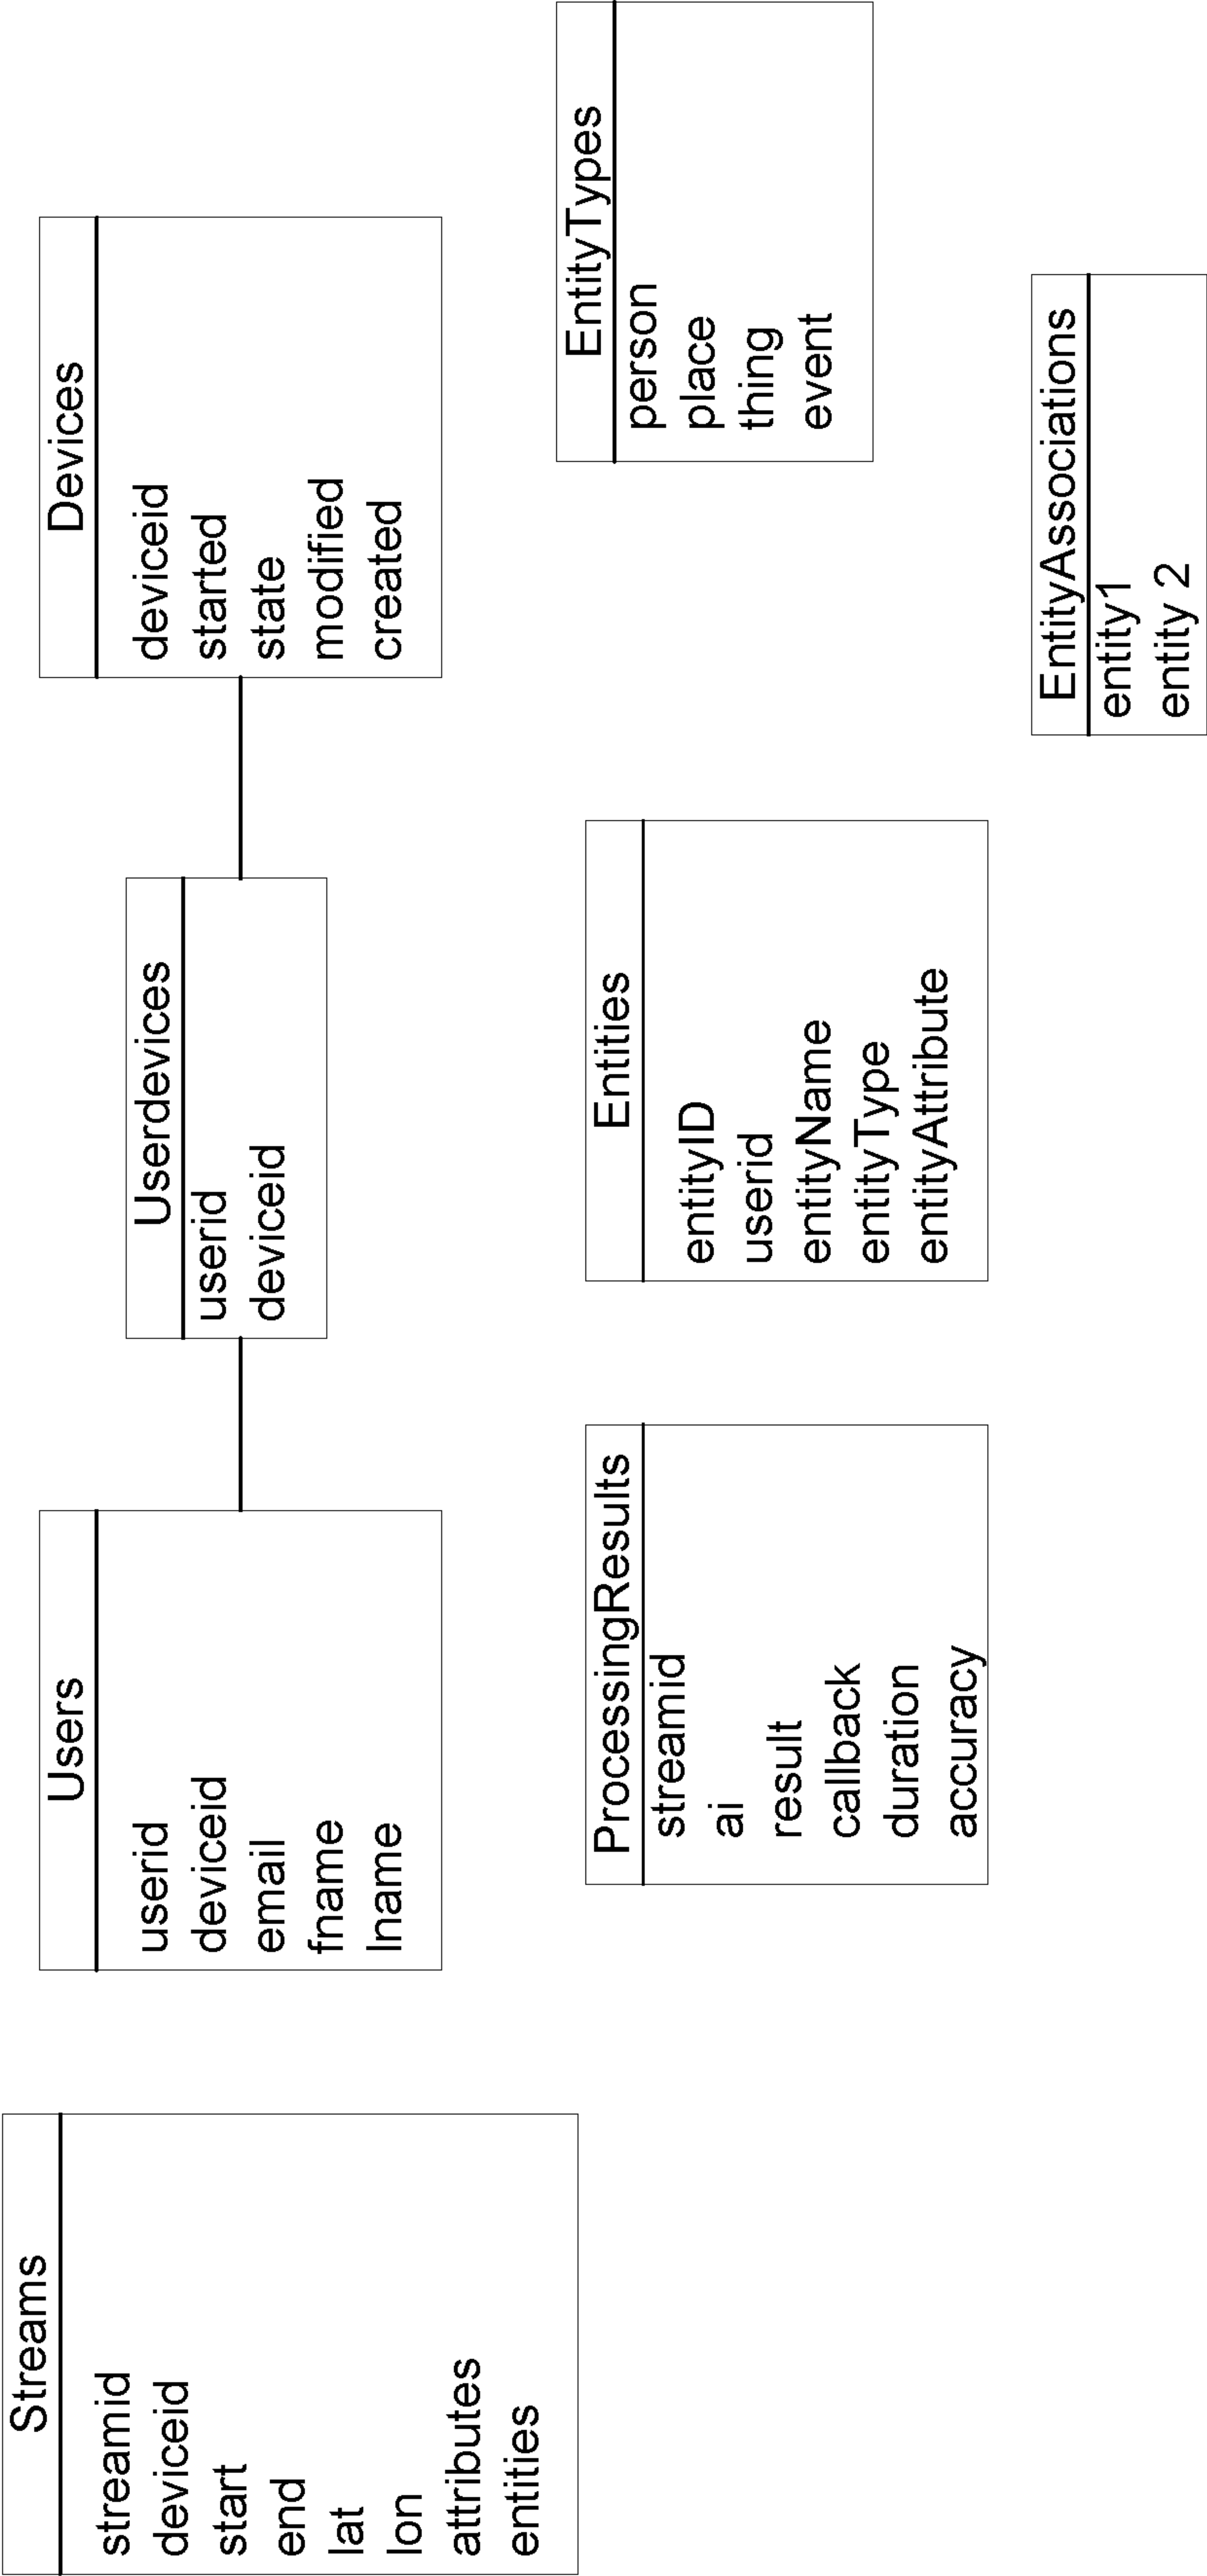 Streams
streamid
deviceid
start
end
lat
lon
attributes
entities
Users
userid
deviceid
email
fname
lname
Userdevices
userid
deviceid
Devices
deviceid
started
state
modified
created
ProcessingResults
streamid
ai
result
callback
duration
accuracy
Entities
entityID
userid
entityName
entityType
entityAttribute
EntityTypes
person
place
thing
event
EntityAssociations
entity1
entity 2